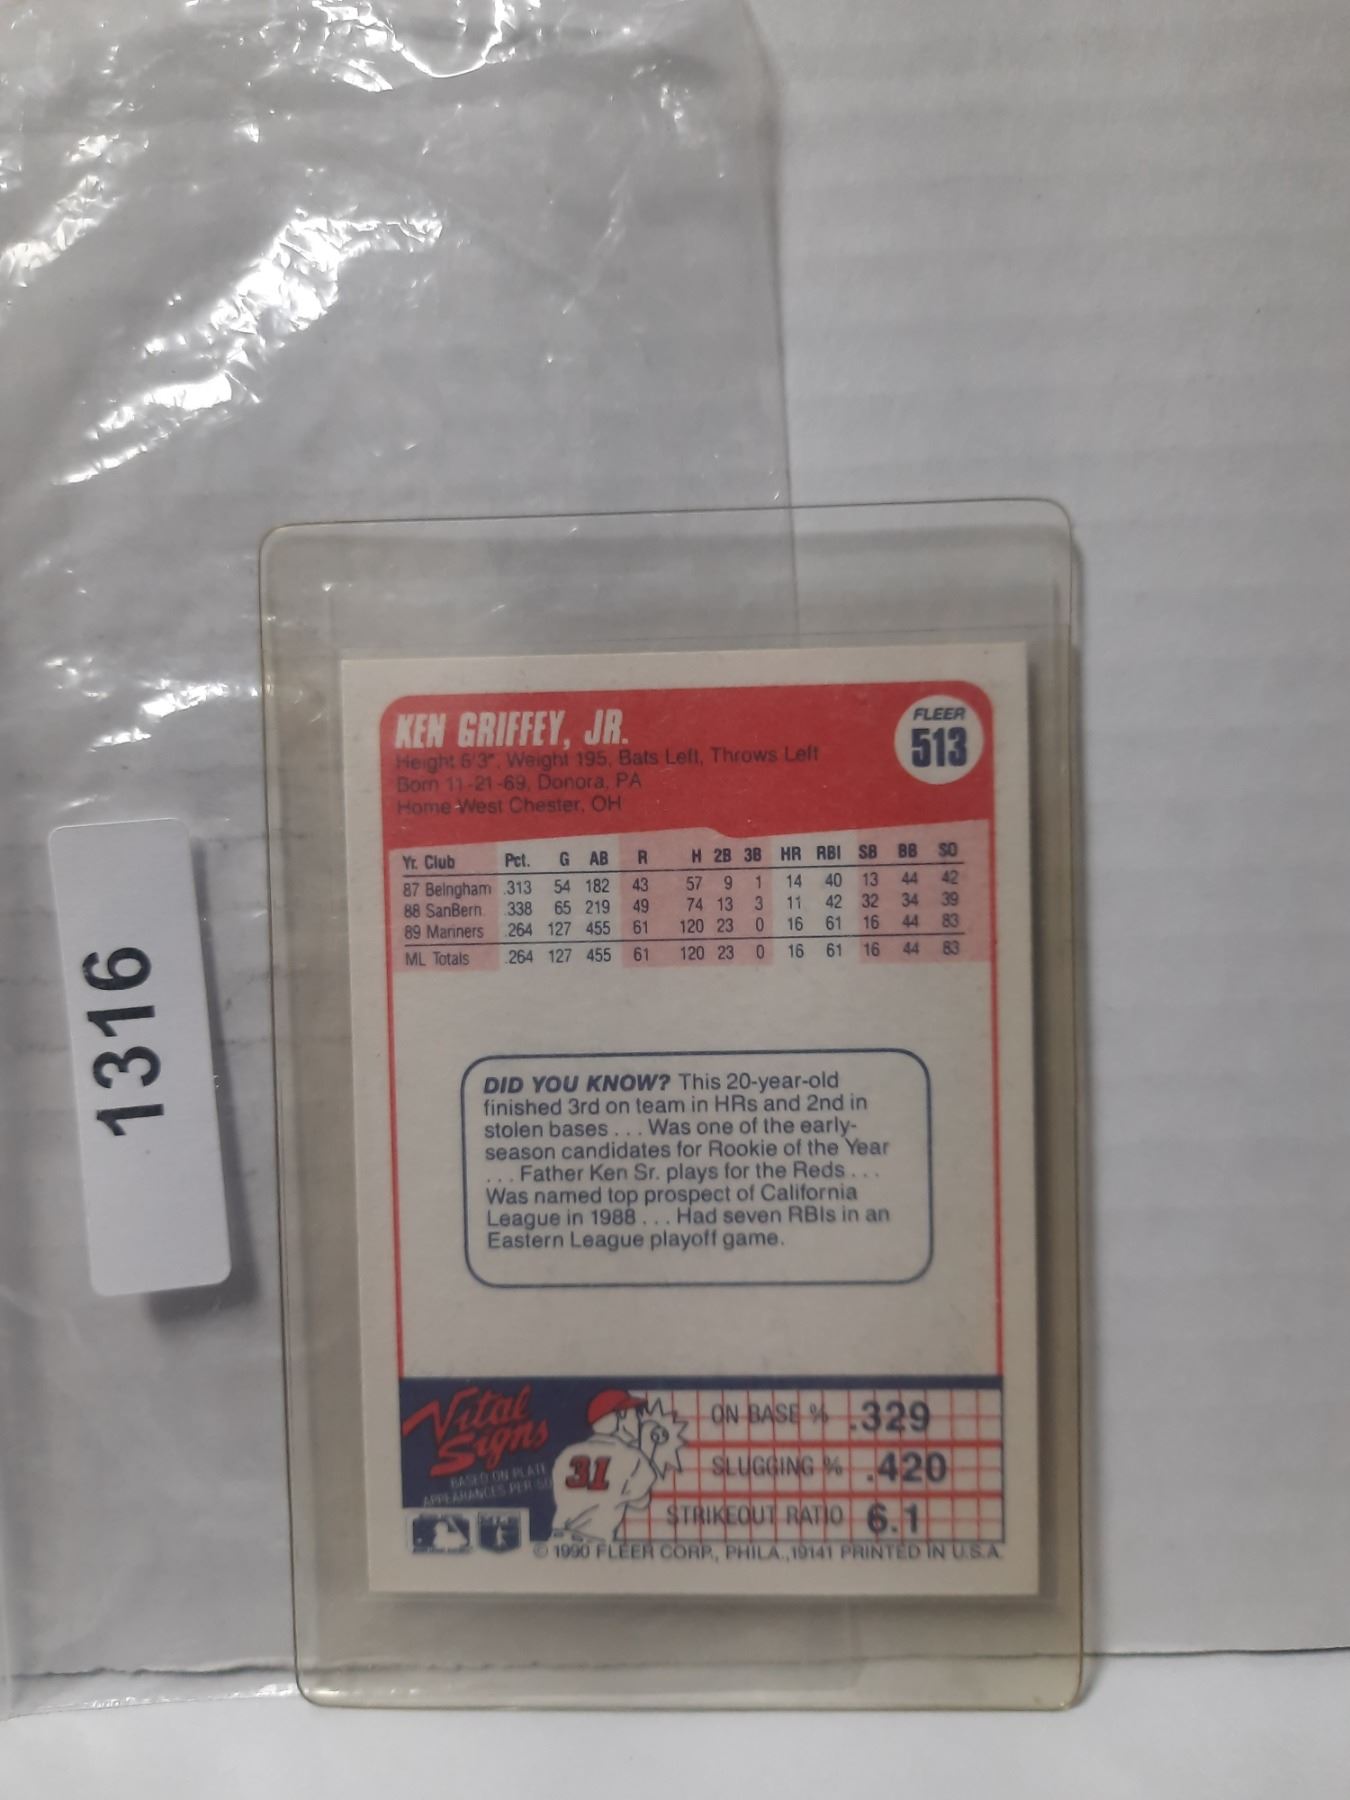 KEN GRIFFEY, JR.
FLEER
513
Height 6'3", Weight 195, Bats Left, Throws Left
Born 11-21-69, Donora, PA
Home West Chester, OH
Yr. Club Pct. G AB R H 2B 3B HR RBI SB BB SO
87 Belngham .313 54 182 43 57 9 1 14 40 13 44 42
88 SanBern. .338 65 219 49 74 13 3 11 42 32 34 39
89 Mariners .264 127 455 61 120 23 0 16 61 16 44 83
ML Totals .264 127 455 61 120 23 0 16 61 16 44 83
DID YOU KNOW? This 20-year-old
finished 3rd on team in HRs and 2nd in
stolen bases . . . Was one of the early-
season candidates for Rookie of the Year
. . . Father Ken Sr. plays for the Reds . . .
Was named top prospect of California
League in 1988 . . . Had seven RBIs in an
Eastern League playoff game.
Vital
Signs
BASED ON PLATE
APPEARANCES PER SO
31
ON BASE % .329
SLUGGING % .420
STRIKEOUT RATIO 6.1
© 1990 FLEER CORP., PHILA., 19141 PRINTED IN U.S.A.
1316